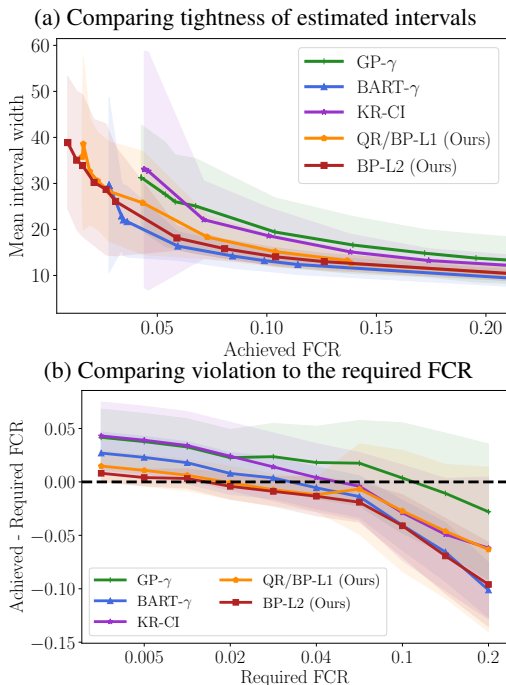 (a) Comparing tightness of estimated intervals
60
50
40
30
20
10
Mean interval width
GP-γ
BART-γ
KR-CI
QR/BP-L1 (Ours)
BP-L2 (Ours)
0.05 0.10 0.15 0.20
Achieved FCR
(b) Comparing violation to the required FCR
0.05
0.00
−0.05
−0.10
−0.15
Achieved - Required FCR
GP-γ QR/BP-L1 (Ours)
BART-γ BP-L2 (Ours)
KR-CI
0.005 0.02 0.04 0.1 0.2
Required FCR